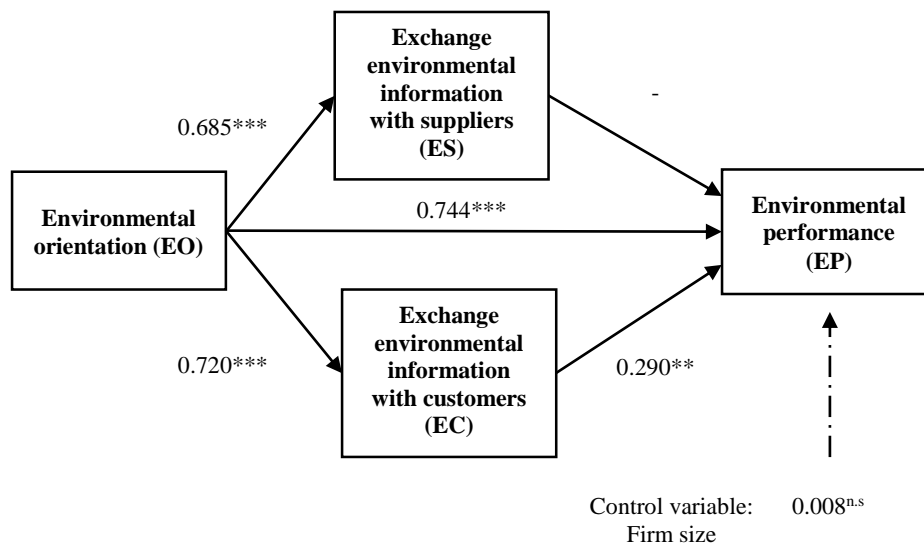 Exchange
environmental
information
with suppliers
(ES)
-
0.685***
Environmental
orientation (EO)
0.744***
Environmental
performance
(EP)
Exchange
environmental
information
with customers
(EC)
0.720***
0.290**
Control variable: 0.008n.s
Firm size